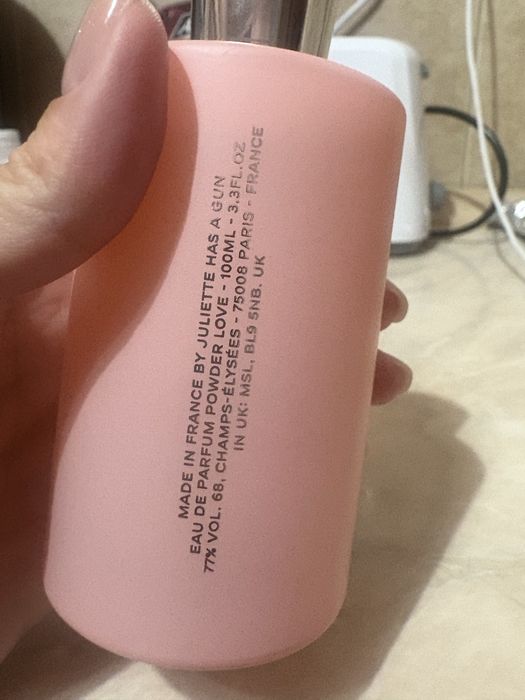 MADE IN FRANCE BY JULIETTE HAS A GUN
EAU DE PARFUM POWDER LOVE - 100ML - 3.3FL.OZ
77% VOL. 68, CHAMPS-ÉLYSÉES - 75008 PARIS - FRANCE
IN UK: MSL, BL9 5NB. UK